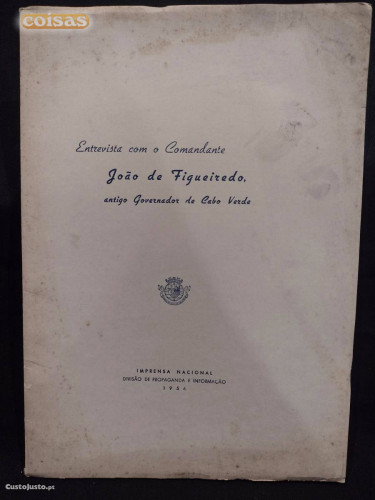 coisas
Entrevista com o Comandante
João de Figueiredo,
antigo Governador de Cabo Verde
IMPRENSA NACIONAL
DIVISÃO DE PROPAGANDA E INFORMAÇÃO
CustoJusto.pt